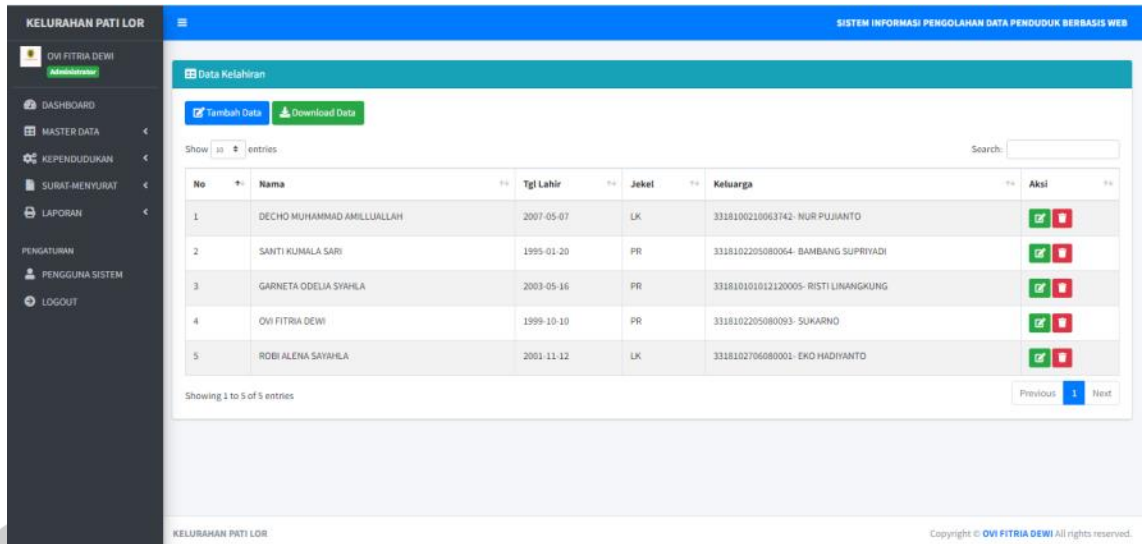 KELURAHAN PATI LOR
SISTEM INFORMASI PENGOLAHAN DATA PENDUDUK BERBASIS WEB
OVI FITRIA DEWI
Administrator
DASHBOARD
MASTER DATA
KEPENDUDUKAN
SURAT-MENYURAT
LAPORAN
PENGATURAN
PENGGUNA SISTEM
LOGOUT
Data Kelahiran
Tambah Data Download Data
Show 10 entries Search:
No Nama Tgl Lahir Jekel Keluarga Aksi
1 DECHO MUHAMMAD AMILLUALLAH 2007-05-07 LK 3318100210063742- NUR PUJIANTO
2 SANTI KUMALA SARI 1995-01-20 PR 3318102205080064- BAMBANG SUPRIYADI
3 GARNETA ODELIA SYAHLA 2003-05-16 PR 331810101012120005- RISTI LINANGKUNG
4 OVI FITRIA DEWI 1999-10-10 PR 3318102205080093- SUKARNO
5 ROBI ALENA SAYAHLA 2001-11-12 LK 3318102706080001- EKO HADIYANTO
Showing 1 to 5 of 5 entries Previous 1 Next
KELURAHAN PATI LOR Copyright © OVI FITRIA DEWI All rights reserved.